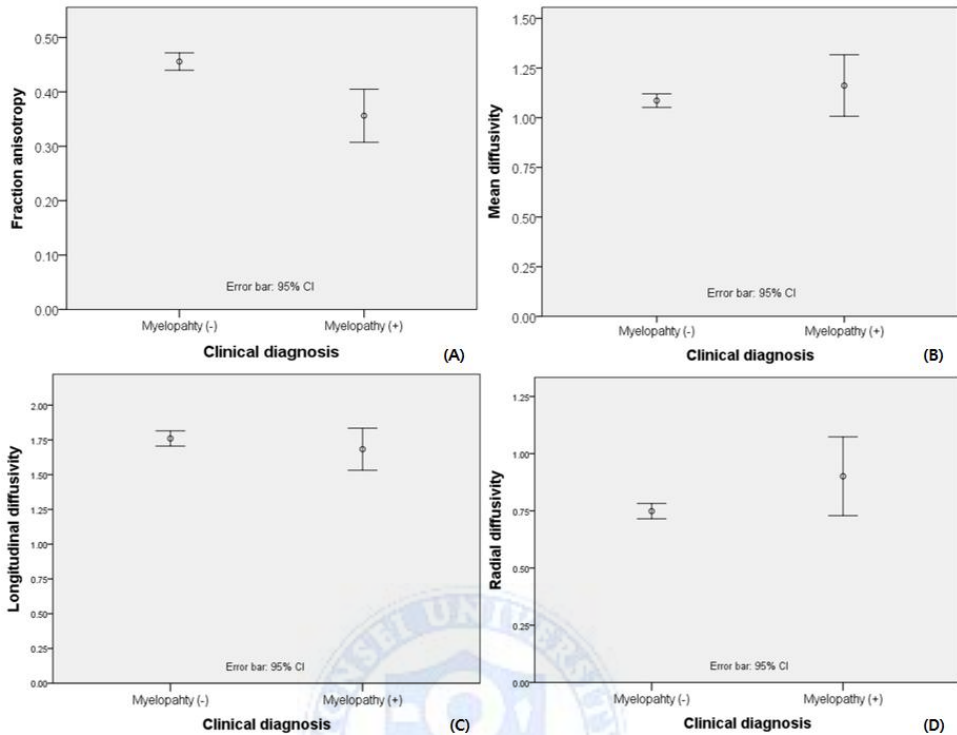 0.50
0.40
0.30
0.20
0.10
0.00
Fraction anisotropy
Error bar: 95% CI
Myelopahty (-)
Myelopathy (+)
Clinical diagnosis
(A)
1.50
1.25
1.00
0.75
0.50
0.25
0.00
Mean diffusivity
Error bar: 95% CI
Myelopahty (-)
Myelopathy (+)
Clinical diagnosis
(B)
2.00
1.75
1.50
1.25
1.00
0.75
0.50
0.25
0.00
Longitudinal diffusivity
Error bar: 95% CI
Myelopahty (-)
Myelopathy (+)
Clinical diagnosis
(C)
1.25
1.00
0.75
0.50
0.25
0.00
Radial diffusivity
Error bar: 95% CI
Myelopahty (-)
Myelopathy (+)
Clinical diagnosis
(D)